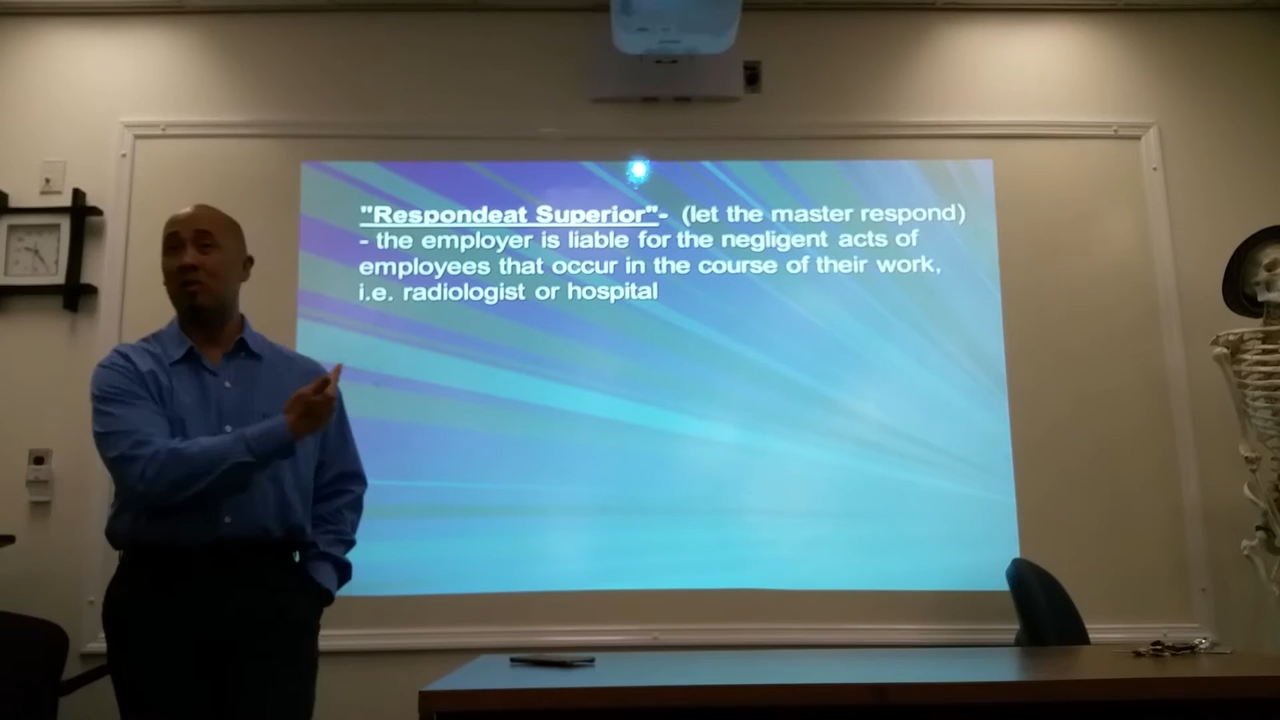 "Respondeat Superior"- (let the master respond)
- the employer is liable for the negligent acts of
employees that occur in the course of their work,
i.e. radiologist or hospital